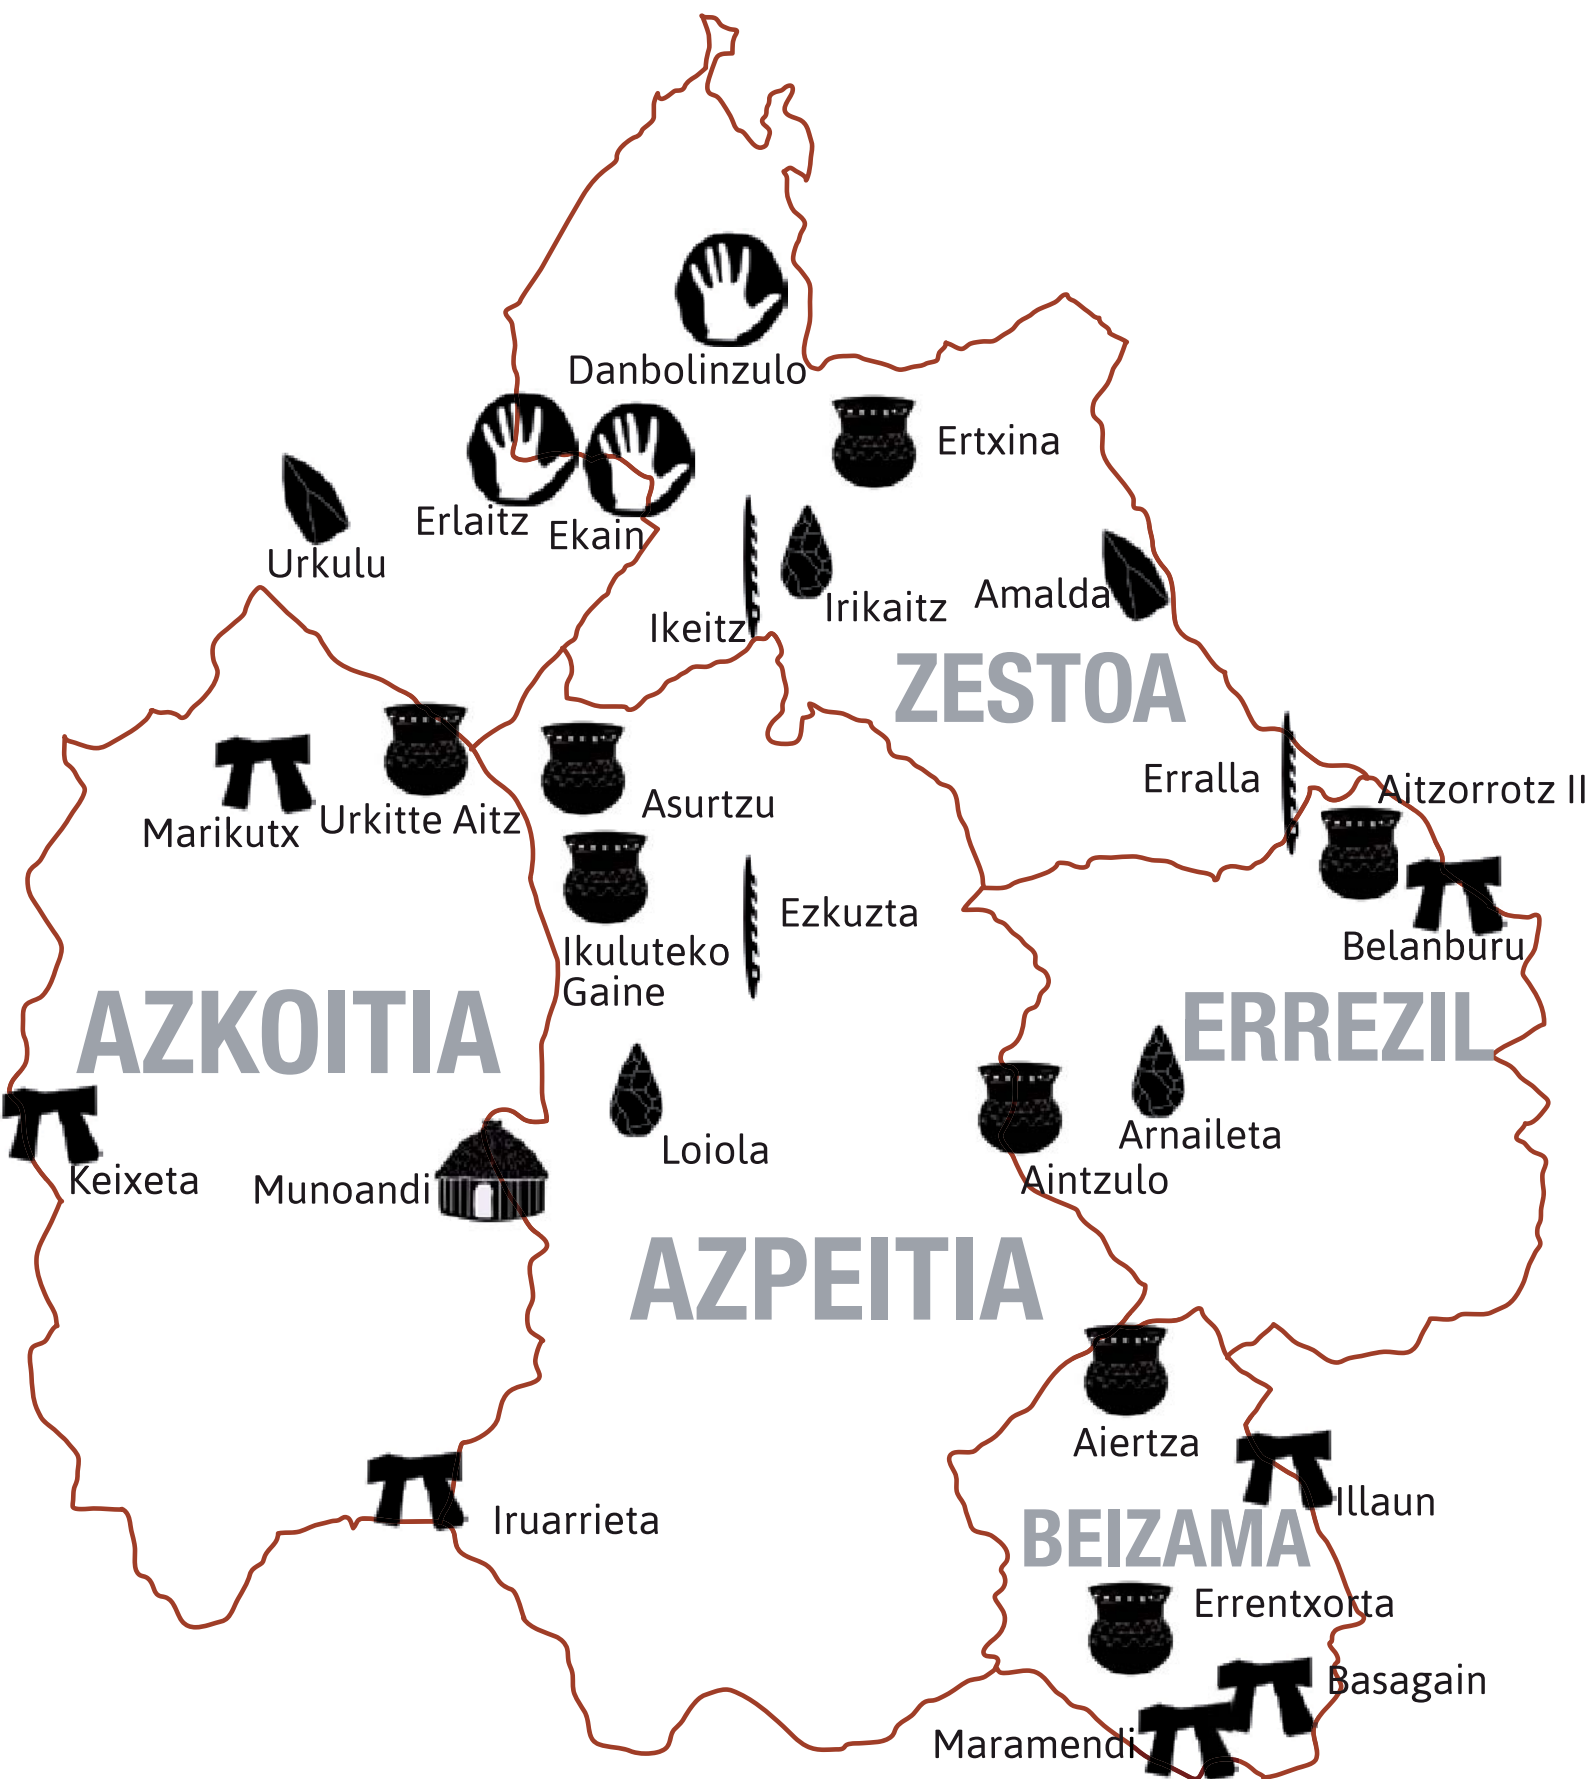 Danbolinzulo
Ertxina
Erlaitz
Ekain
Urkulu
Ikeitz
Irikaitz
Amalda
ZESTOA
Erralla
Aitzorrotz II
Marikutx
Urkitte Aitz
Asurtzu
Ezkuzta
Belanburu
Ikuluteko
Gaine
AZKOITIA
ERREZIL
Keixeta
Munoandi
Loiola
Arnaileta
Aintzulo
AZPEITIA
Aiertza
Illaun
Iruarrieta
BEIZAMA
Errentxorta
Basagain
Maramendi